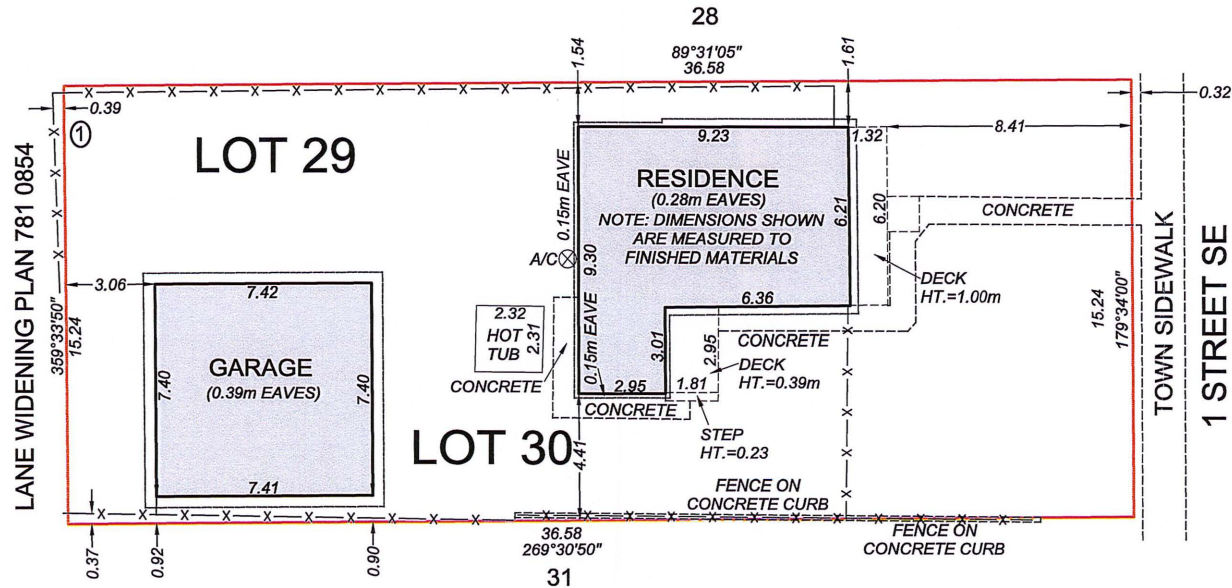 28
89°31'05"
36.58
1.54
1.61
0.39
0.32
1
LOT 29
9.23
1.32
8.41
RESIDENCE
(0.28m EAVES)
NOTE: DIMENSIONS SHOWN
ARE MEASURED TO
FINISHED MATERIALS
0.15m EAVE
6.21
6.20
CONCRETE
A/C
9.30
DECK
HT.=1.00m
LANE WIDENING PLAN 781 0854
359°33'50"
15.24
3.06
7.42
GARAGE
(0.39m EAVES)
7.40
7.40
7.41
2.32
HOT
TUB
2.31
CONCRETE
0.15m EAVE
6.36
3.01
2.95
CONCRETE
DECK
HT.=0.39m
2.95
1.81
CONCRETE
STEP
HT.=0.23
4.41
LOT 30
15.24
179°34'00"
TOWN SIDEWALK
1 STREET SE
FENCE ON
CONCRETE CURB
FENCE ON
CONCRETE CURB
0.37
0.92
0.90
36.58
269°30'50"
31